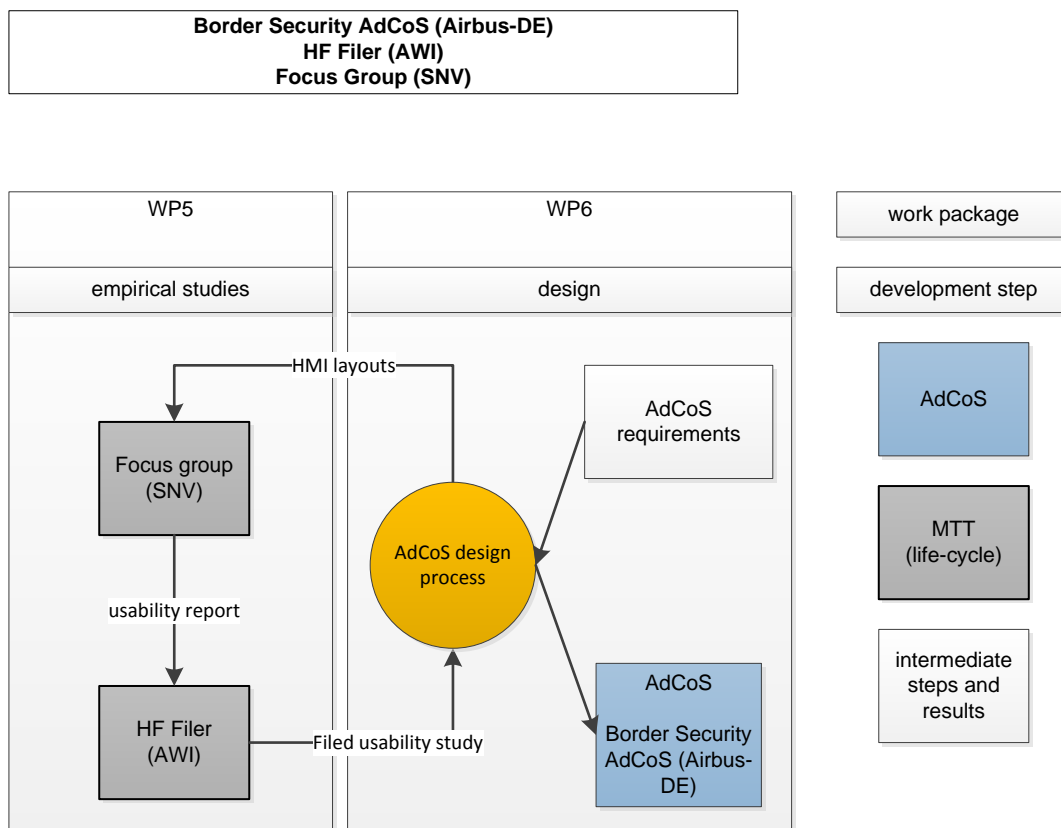 Border Security AdCoS (Airbus-DE)
HF Filer (AWI)
Focus Group (SNV)
WP5
WP6
work package
empirical studies
design
development step
HMI layouts
AdCoS
requirements
AdCoS
Focus group
(SNV)
AdCoS design
process
MTT
(life-cycle)
usability report
intermediate
steps and
results
AdCoS
Border Security
AdCoS (Airbus-
DE)
HF Filer
(AWI)
Filed usability study